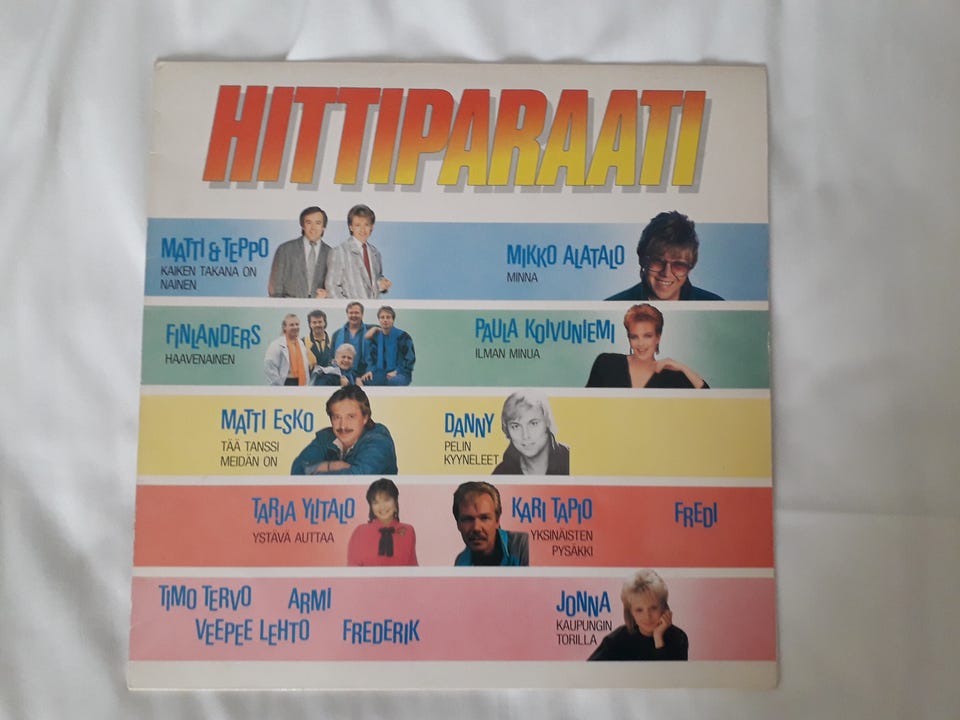 HITTIPARAATI
MATTI & TEPPO
KAIKEN TAKANA ON
NAINEN
MIKKO ALATALO
MINNA
FINLANDERS
HAAVENAINEN
PAULA KOIVUNIEMI
ILMAN MINUA
MATTI ESKO
TÄÄ TANSSI
MEIDÄN ON
DANNY
PELIN
KYYNELEET
TARJA YLITALO
YSTÄVÄ AUTTAA
KARI TAPIO
YKSINÄISTEN
PYSÄKKI
FREDI
TIMO TERVO ARMI
VEEPEE LEHTO FREDERIK
JONNA
KAUPUNGIN
TORILLA